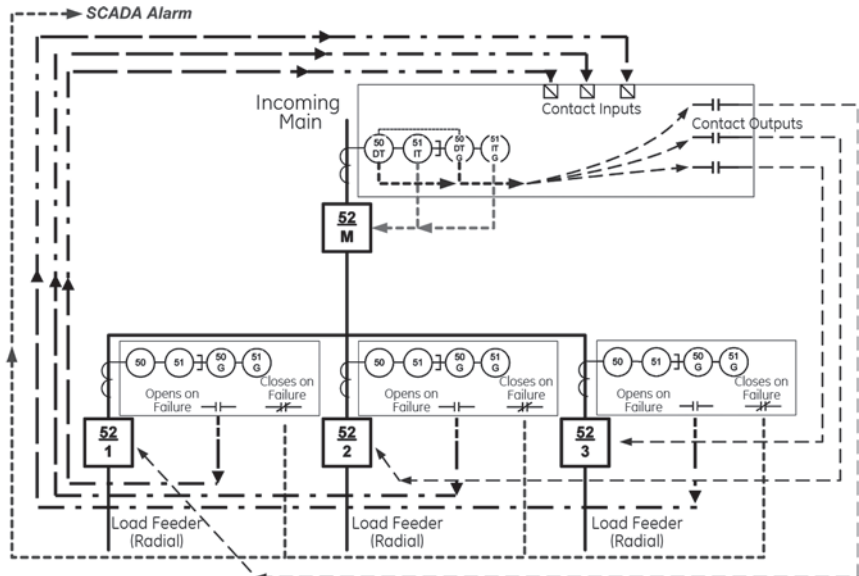 SCADA Alarm
Incoming
Main
Contact Inputs
Contact Outputs
50
DT
51
IT
50
DT
G
51
IT
G
52
M
50
51
50
G
51
G
Opens on
Failure
Closes on
Failure
50
51
50
G
51
G
Opens on
Failure
Closes on
Failure
50
51
50
G
51
G
Opens on
Failure
Closes on
Failure
52
1
52
2
52
3
Load Feeder
(Radial)
Load Feeder
(Radial)
Load Feeder
(Radial)